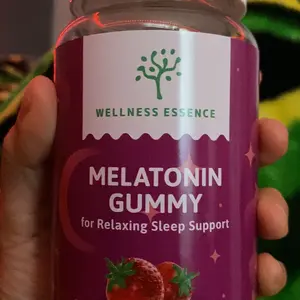 WELLNESS ESSENCE
MELATONIN
GUMMY
for Relaxing Sleep Support